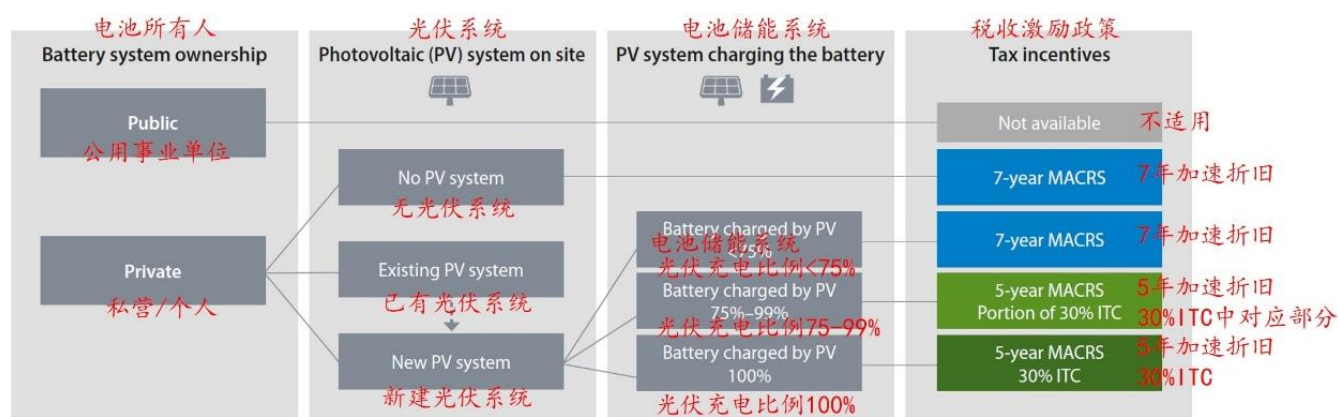 电池所有人
Battery system ownership
Public
公用事业单位
Private
私营/个人
光伏系统
Photovoltaic (PV) system on site
No PV system
无光伏系统
Existing PV system
已有光伏系统
New PV system
新建光伏系统
电池储能系统
PV system charging the battery
Battery charged by PV
电池储能系统
<75%
光伏充电比例<75%
Battery charged by PV
75%–99%
光伏充电比例75-99%
Battery charged by PV
100%
光伏充电比例100%
税收激励政策
Tax incentives
Not available 不适用
7-year MACRS 7年加速折旧
7-year MACRS 7年加速折旧
5-year MACRS 5年加速折旧
Portion of 30% ITC 30%ITC中对应部分
5-year MACRS 5年加速折旧
30% ITC 30%ITC